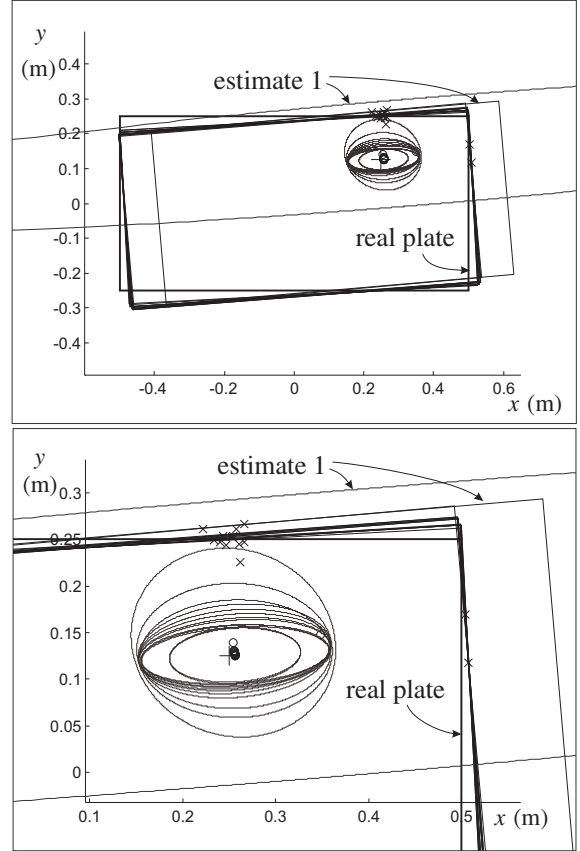 y
(m)
0.4
0.3
0.2
0.1
0
-0.1
-0.2
-0.3
-0.4
estimate 1
real plate
-0.4 -0.2 0 0.2 0.4 0.6
x (m)
y
(m)
0.3
0.25
0.2
0.15
0.1
0.05
0
estimate 1
real plate
0.1 0.2 0.3 0.4 0.5 x (m)